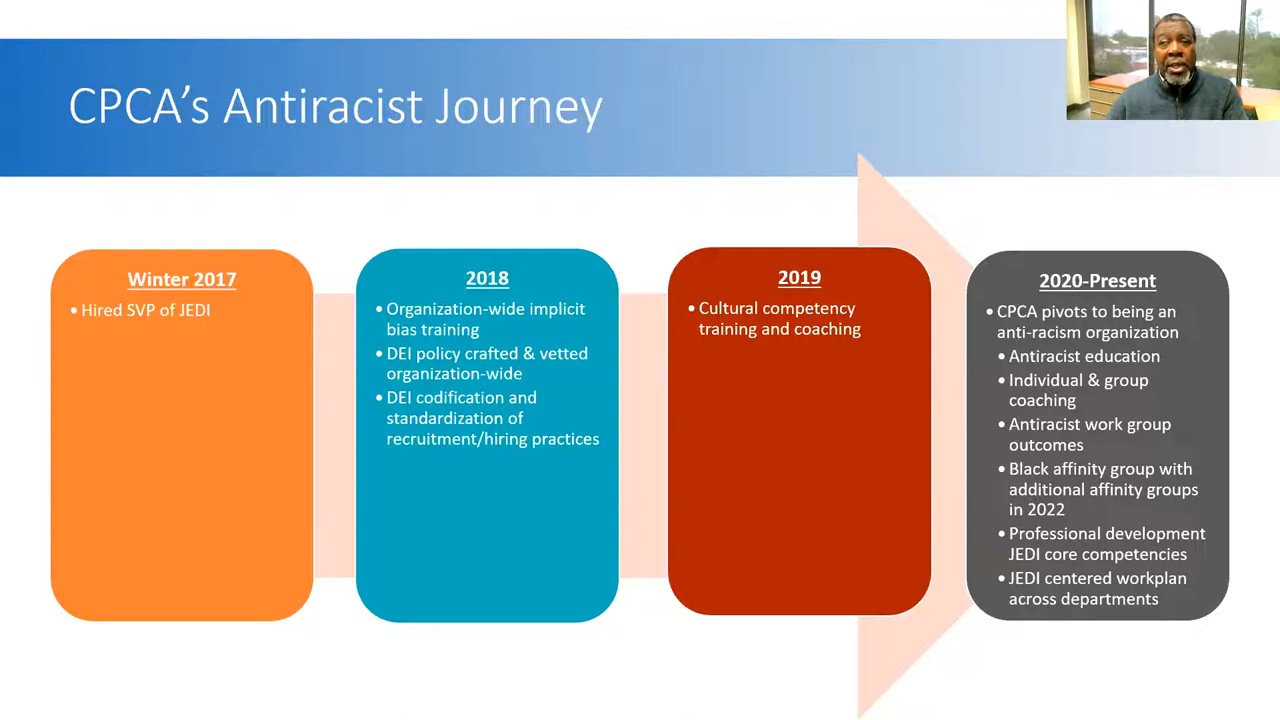 CPCA's Antiracist Journey
Winter 2017
• Hired SVP of JEDI
2018
• Organization-wide implicit
bias training
• DEI policy crafted & vetted
organization-wide
• DEI codification and
standardization of
recruitment/hiring practices
2019
• Cultural competency
training and coaching
2020-Present
• CPCA pivots to being an
anti-racism organization
• Antiracist education
• Individual & group
coaching
• Antiracist work group
outcomes
• Black affinity group with
additional affinity groups
in 2022
• Professional development
JEDI core competencies
• JEDI centered workplan
across departments